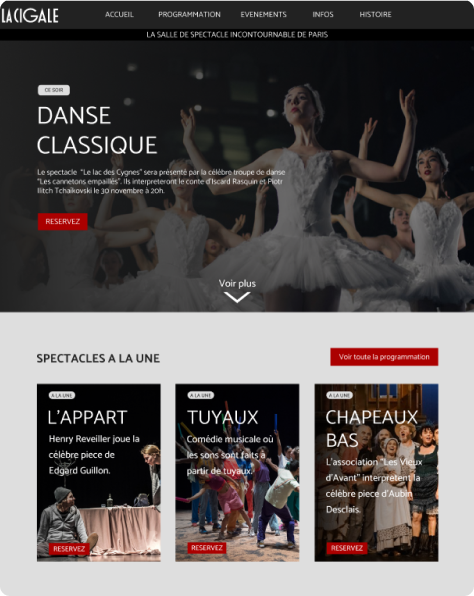 LA CIGALE
ACCUEIL PROGRAMMATION EVENEMENTS INFOS HISTOIRE
LA SALLE DE SPECTACLE INCONTOURNABLE DE PARIS
CE SOIR
DANSE
CLASSIQUE
Le spectacle "Le lac des Cygnes" sera présenté par la célèbre troupe de danse
"Les cannetons empaillés". Ils interpreteront le conte d'Iscard Rasquin et Piotr
Ilitch Tchaïkovski le 30 novembre à 20h.
RESERVEZ
Voir plus
SPECTACLES A LA UNE
Voir toute la programmation
A LA UNE
L'APPART
Henry Reveiller joue la
célèbre piece de
Edgard Guillon.
RESERVEZ
A LA UNE
TUYAUX
Comédie musicale où
les sons sont faits à
partir de tuyaux.
RESERVEZ
A LA UNE
CHAPEAUX
BAS
L'association "Les Vieux
d'Avant" interpretent la
célèbre piece d'Aubin
Desclais.
RESERVEZ